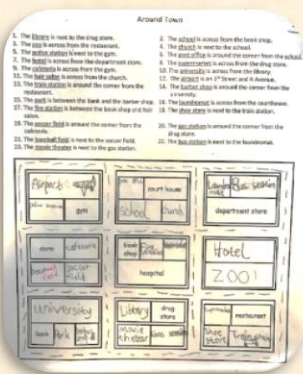 Around Town
1. The library is next to the drug store.
2. The school is across from the book shop.
3. The zoo is across from the restaurant.
4. The church is next to the school.
5. The police station is next to the gym.
6. The post office is around the corner from the school.
7. The hotel is across from the department store.
8. The supermarket is across from the drug store.
9. The cafeteria is across from the gym.
10. The university is across from the library.
11. The hair salon is across from the church.
12. The airport is on 1st Street and A Avenue.
13. The train station is around the corner from the
restaurant.
14. The barber shop is around the corner from the
university.
15. The park is between the bank and the barber shop.
16. The laundromat is across from the courthouse.
17. The fire station is between the book shop and hair
salon.
18. The shoe store is next to the train station.
19. The soccer field is around the corner from the
cafeteria.
20. The gas station is around the corner from the
drug store.
21. The baseball field is next to the soccer field.
22. The bus station is next to the laundromat.
23. The movie theater is next to the gas station.
Airport
gym
court house
School
church
Bus station
department store
dorm
cafeteria
soccer field
book shop
hospital
Hotel
ZOO
University
bank
Park
Library
drug store
Movie
restaurant
shoe